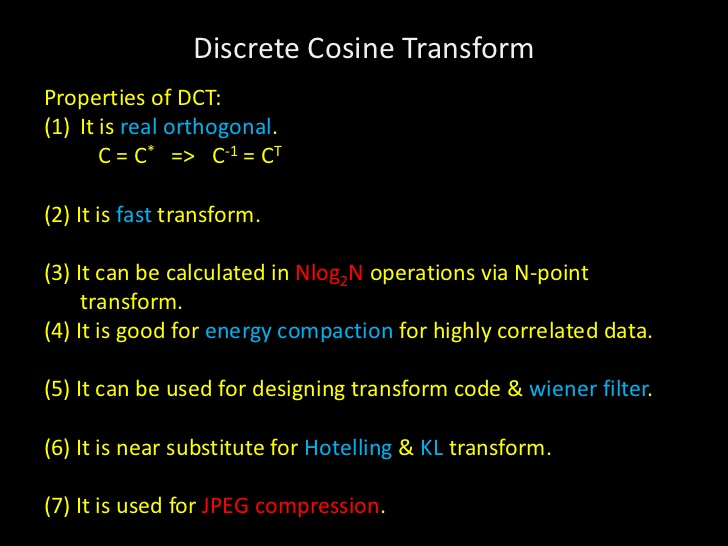 Discrete Cosine Transform
Properties of DCT:
(1) It is real orthogonal.
C = C* => C-1 = CT
(2) It is fast transform.
(3) It can be calculated in Nlog2N operations via N-point
transform.
(4) It is good for energy compaction for highly correlated data.
(5) It can be used for designing transform code & wiener filter.
(6) It is near substitute for Hotelling & KL transform.
(7) It is used for JPEG compression.